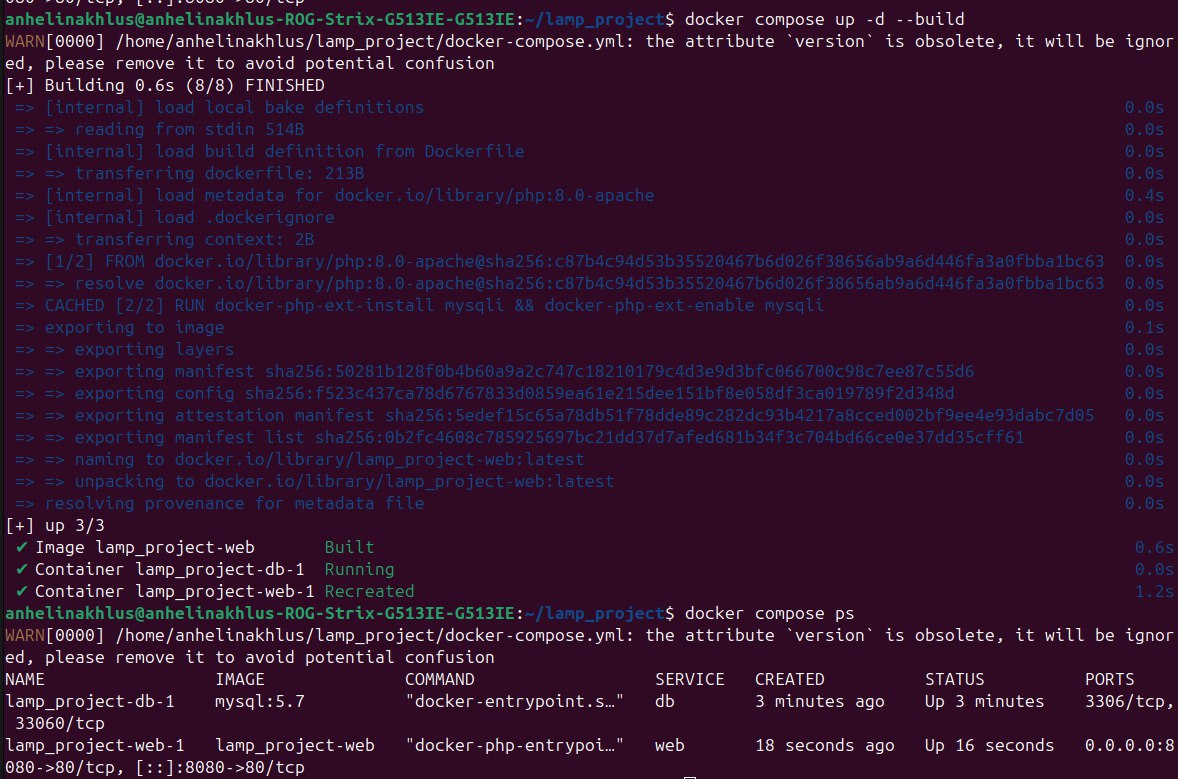 080->80/tcp, [::]:8080->80/tcp
anhelinakhlus@anhelinakhlus-ROG-Strix-G513IE-G513IE:~/lamp_project$ docker compose up -d --build
WARN[0000] /home/anhelinakhlus/lamp_project/docker-compose.yml: the attribute `version` is obsolete, it will be ignor
ed, please remove it to avoid potential confusion
[+] Building 0.6s (8/8) FINISHED
=> [internal] load local bake definitions 0.0s
=> => reading from stdin 514B 0.0s
=> [internal] load build definition from Dockerfile 0.0s
=> => transferring dockerfile: 213B 0.0s
=> [internal] load metadata for docker.io/library/php:8.0-apache 0.4s
=> [internal] load .dockerignore 0.0s
=> => transferring context: 2B 0.0s
=> [1/2] FROM docker.io/library/php:8.0-apache@sha256:c87b4c94d53b35520467b6d026f38656ab9a6d446fa3a0fbba1bc63 0.0s
=> => resolve docker.io/library/php:8.0-apache@sha256:c87b4c94d53b35520467b6d026f38656ab9a6d446fa3a0fbba1bc63 0.0s
=> CACHED [2/2] RUN docker-php-ext-install mysqli && docker-php-ext-enable mysqli 0.0s
=> exporting to image 0.1s
=> => exporting layers 0.0s
=> => exporting manifest sha256:50281b128f0b4b60a9a2c747c18210179c4d3e9d3bfc066700c98c7ee87c55d6 0.0s
=> => exporting config sha256:f523c437ca78d6767833d0859ea61e215dee151bf8e058df3ca019789f2d348d 0.0s
=> => exporting attestation manifest sha256:5edef15c65a78db51f78dde89c282dc93b4217a8cced002bf9ee4e93dabc7d05 0.0s
=> => exporting manifest list sha256:0b2fc4608c785925697bc21dd37d7afed681b34f3c704bd66ce0e37dd35cff61 0.0s
=> => naming to docker.io/library/lamp_project-web:latest 0.0s
=> => unpacking to docker.io/library/lamp_project-web:latest 0.0s
=> resolving provenance for metadata file 0.0s
[+] up 3/3
✔ Image lamp_project-web Built 0.6s
✔ Container lamp_project-db-1 Running 0.0s
✔ Container lamp_project-web-1 Recreated 1.2s
anhelinakhlus@anhelinakhlus-ROG-Strix-G513IE-G513IE:~/lamp_project$ docker compose ps
WARN[0000] /home/anhelinakhlus/lamp_project/docker-compose.yml: the attribute `version` is obsolete, it will be ignor
ed, please remove it to avoid potential confusion
NAME IMAGE COMMAND SERVICE CREATED STATUS PORTS
lamp_project-db-1 mysql:5.7 "docker-entrypoint.s…" db 3 minutes ago Up 3 minutes 3306/tcp,
33060/tcp
lamp_project-web-1 lamp_project-web "docker-php-entrypoi…" web 18 seconds ago Up 16 seconds 0.0.0.0:8
080->80/tcp, [::]:8080->80/tcp